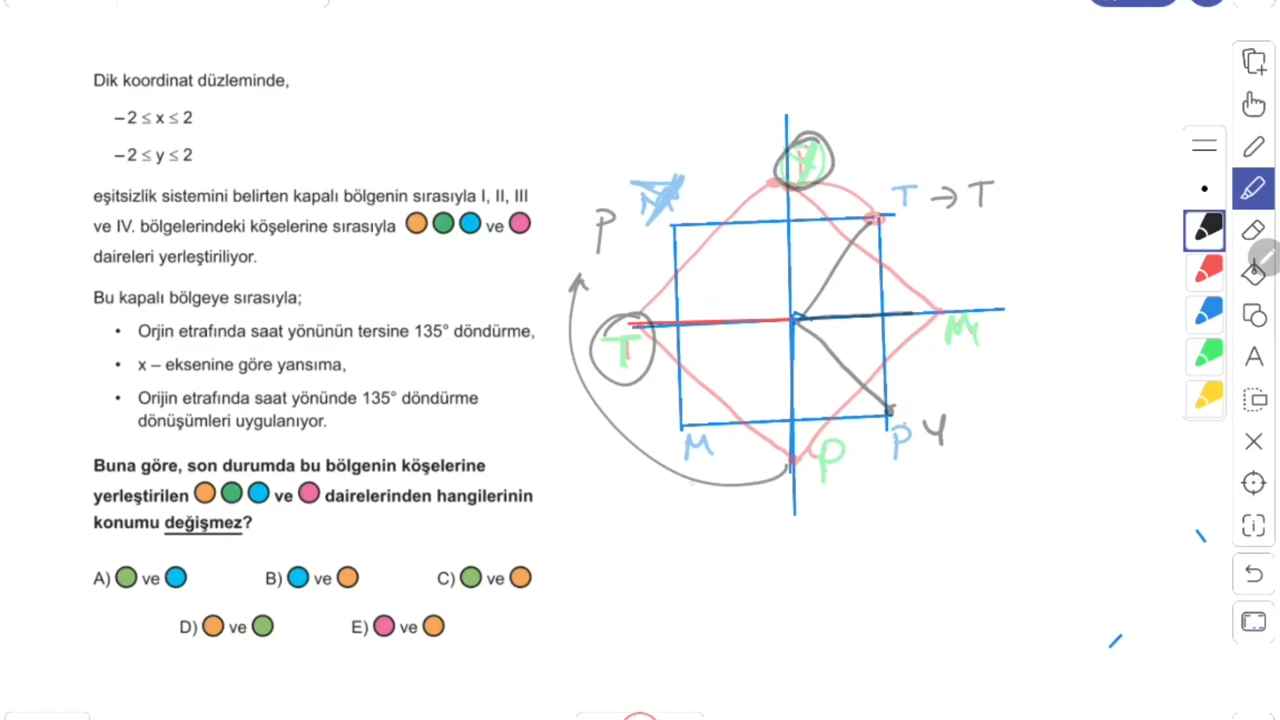 Dik koordinat düzleminde,
−2 ≤ x ≤ 2
−2 ≤ y ≤ 2
eşitsizlik sistemini belirten kapalı bölgenin sırasıyla I, II, III
ve IV. bölgelerindeki köşelerine sırasıyla ve
daireleri yerleştiriliyor.
Bu kapalı bölgeye sırasıyla;
• Orjin etrafında saat yönünün tersine 135° döndürme,
• x – eksenine göre yansıma,
• Orijin etrafında saat yönünde 135° döndürme
dönüşümleri uygulanıyor.
Buna göre, son durumda bu bölgenin köşelerine
yerleştirilen ve dairelerinden hangilerinin
konumu değişmez?
A) ve
B) ve
C) ve
D) ve
E) ve
T → T
P
T
M
M
P
P Y
A